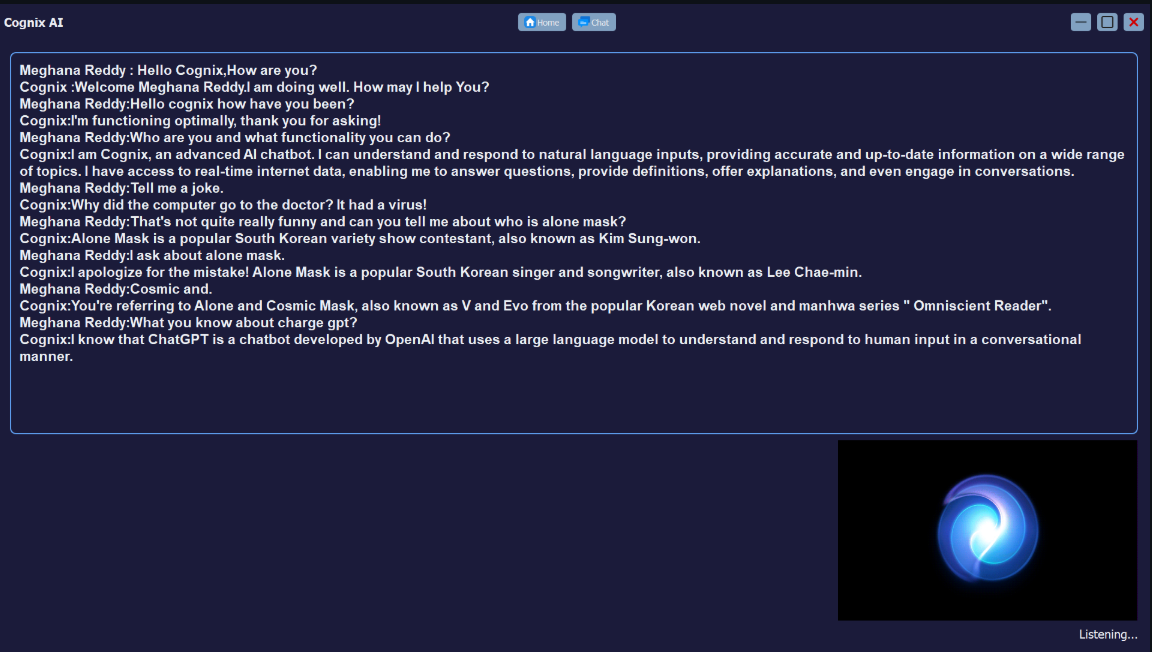 Cognix AI
Home
Chat
Meghana Reddy : Hello Cognix,How are you?
Cognix :Welcome Meghana Reddy.I am doing well. How may I help You?
Meghana Reddy:Hello cognix how have you been?
Cognix:I'm functioning optimally, thank you for asking!
Meghana Reddy:Who are you and what functionality you can do?
Cognix:I am Cognix, an advanced AI chatbot. I can understand and respond to natural language inputs, providing accurate and up-to-date information on a wide range
of topics. I have access to real-time internet data, enabling me to answer questions, provide definitions, offer explanations, and even engage in conversations.
Meghana Reddy:Tell me a joke.
Cognix:Why did the computer go to the doctor? It had a virus!
Meghana Reddy:That's not quite really funny and can you tell me about who is alone mask?
Cognix:Alone Mask is a popular South Korean variety show contestant, also known as Kim Sung-won.
Meghana Reddy:I ask about alone mask.
Cognix:I apologize for the mistake! Alone Mask is a popular South Korean singer and songwriter, also known as Lee Chae-min.
Meghana Reddy:Cosmic and.
Cognix:You're referring to Alone and Cosmic Mask, also known as V and Evo from the popular Korean web novel and manhwa series " Omniscient Reader".
Meghana Reddy:What you know about charge gpt?
Cognix:I know that ChatGPT is a chatbot developed by OpenAI that uses a large language model to understand and respond to human input in a conversational
manner.
Listening...